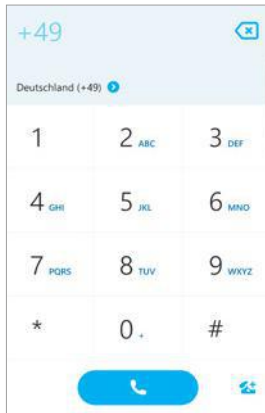 +49
Deutschland (+49)
1 2 ABC 3 DEF
4 GHI 5 JKL 6 MNO
7 PQRS 8 TUV 9 WXYZ
* 0 + #